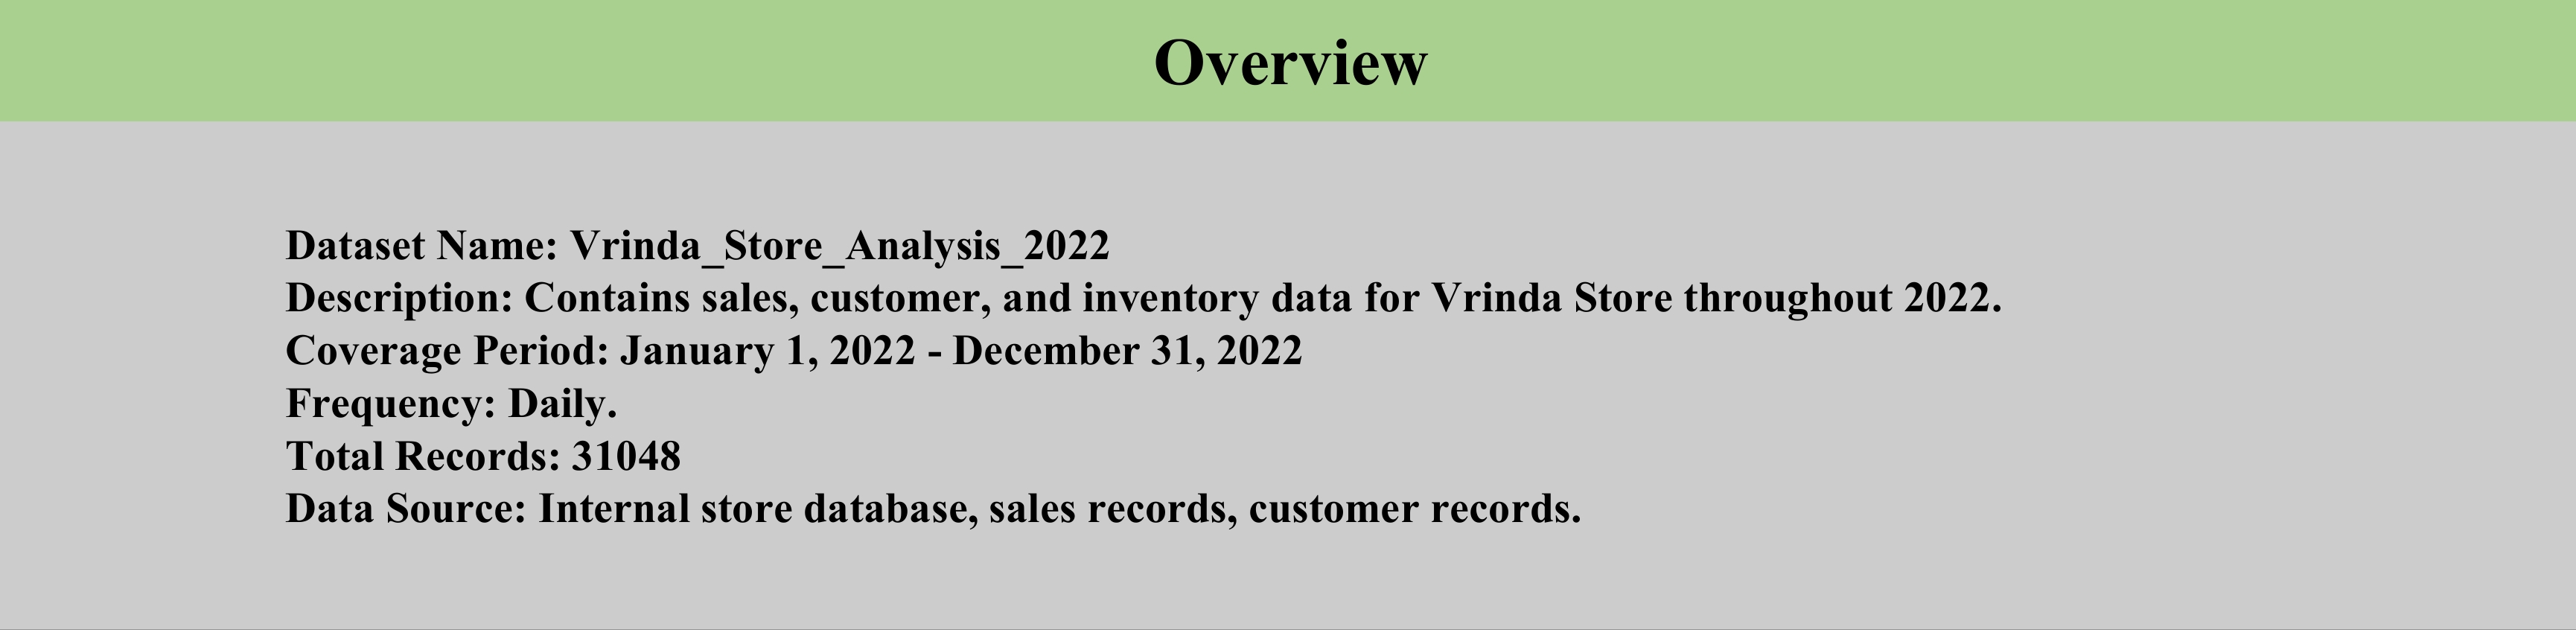 Overview
Dataset Name: Vrinda_Store_Analysis_2022
Description: Contains sales, customer, and inventory data for Vrinda Store throughout 2022.
Coverage Period: January 1, 2022 - December 31, 2022
Frequency: Daily.
Total Records: 31048
Data Source: Internal store database, sales records, customer records.